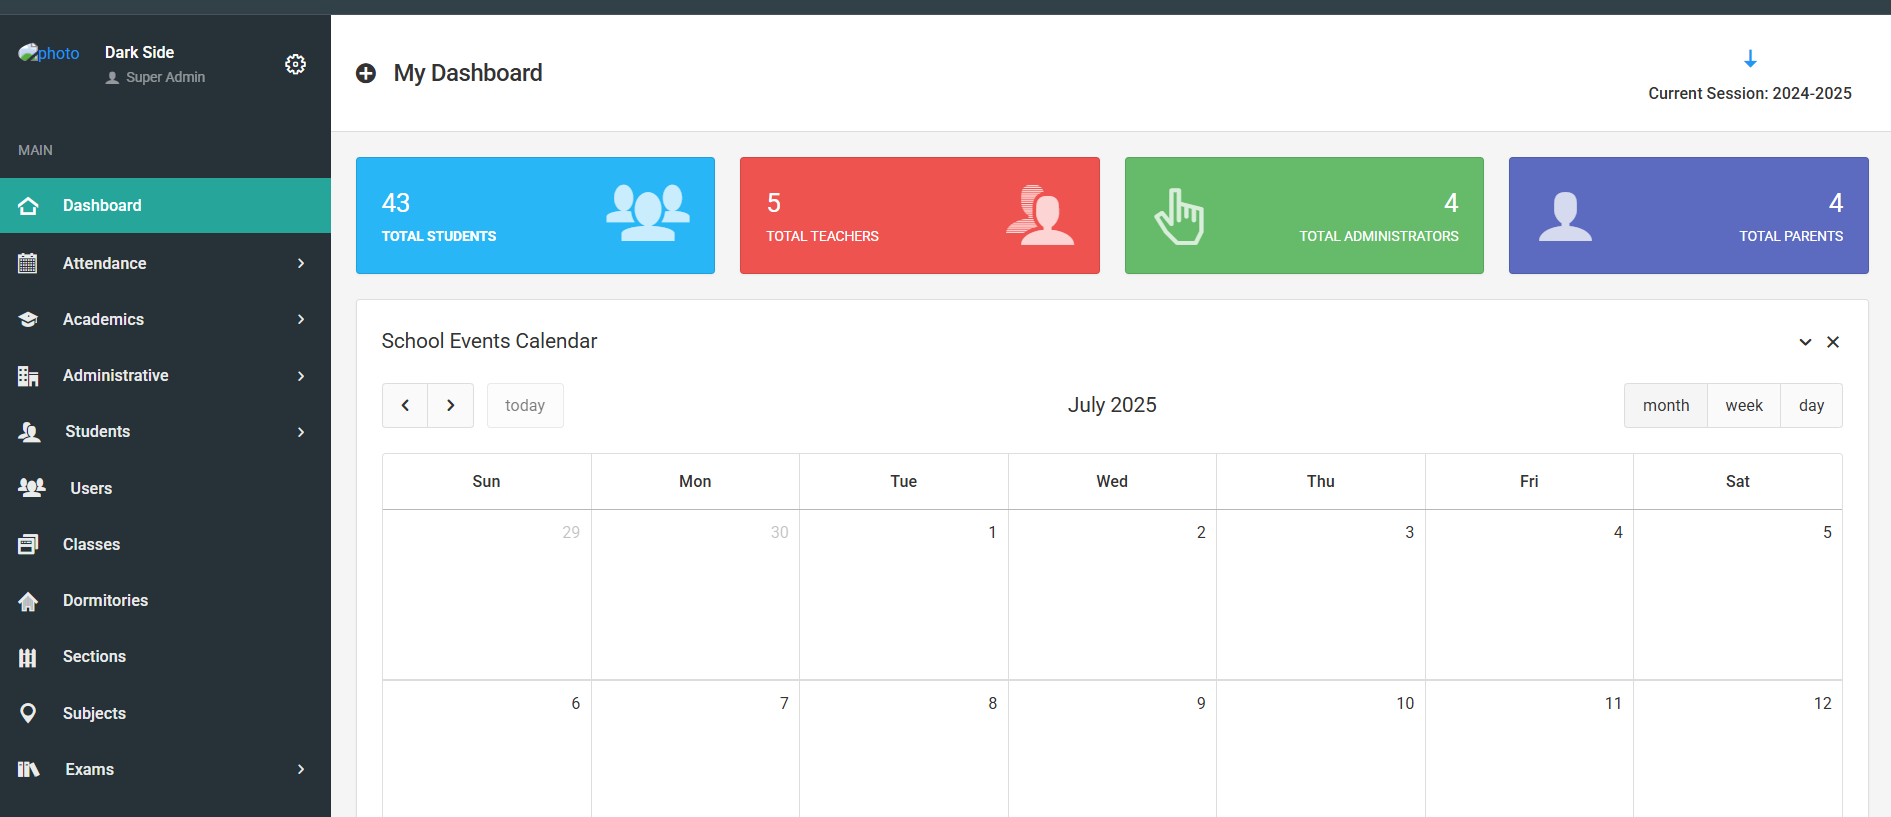 photo
Dark Side
Super Admin
MAIN
Dashboard
Attendance
Academics
Administrative
Students
Users
Classes
Dormitories
Sections
Subjects
Exams
My Dashboard
Current Session: 2024-2025
43
TOTAL STUDENTS
5
TOTAL TEACHERS
4
TOTAL ADMINISTRATORS
4
TOTAL PARENTS
School Events Calendar
today
July 2025
month week day
Sun Mon Tue Wed Thu Fri Sat
29 30 1 2 3 4 5
6 7 8 9 10 11 12